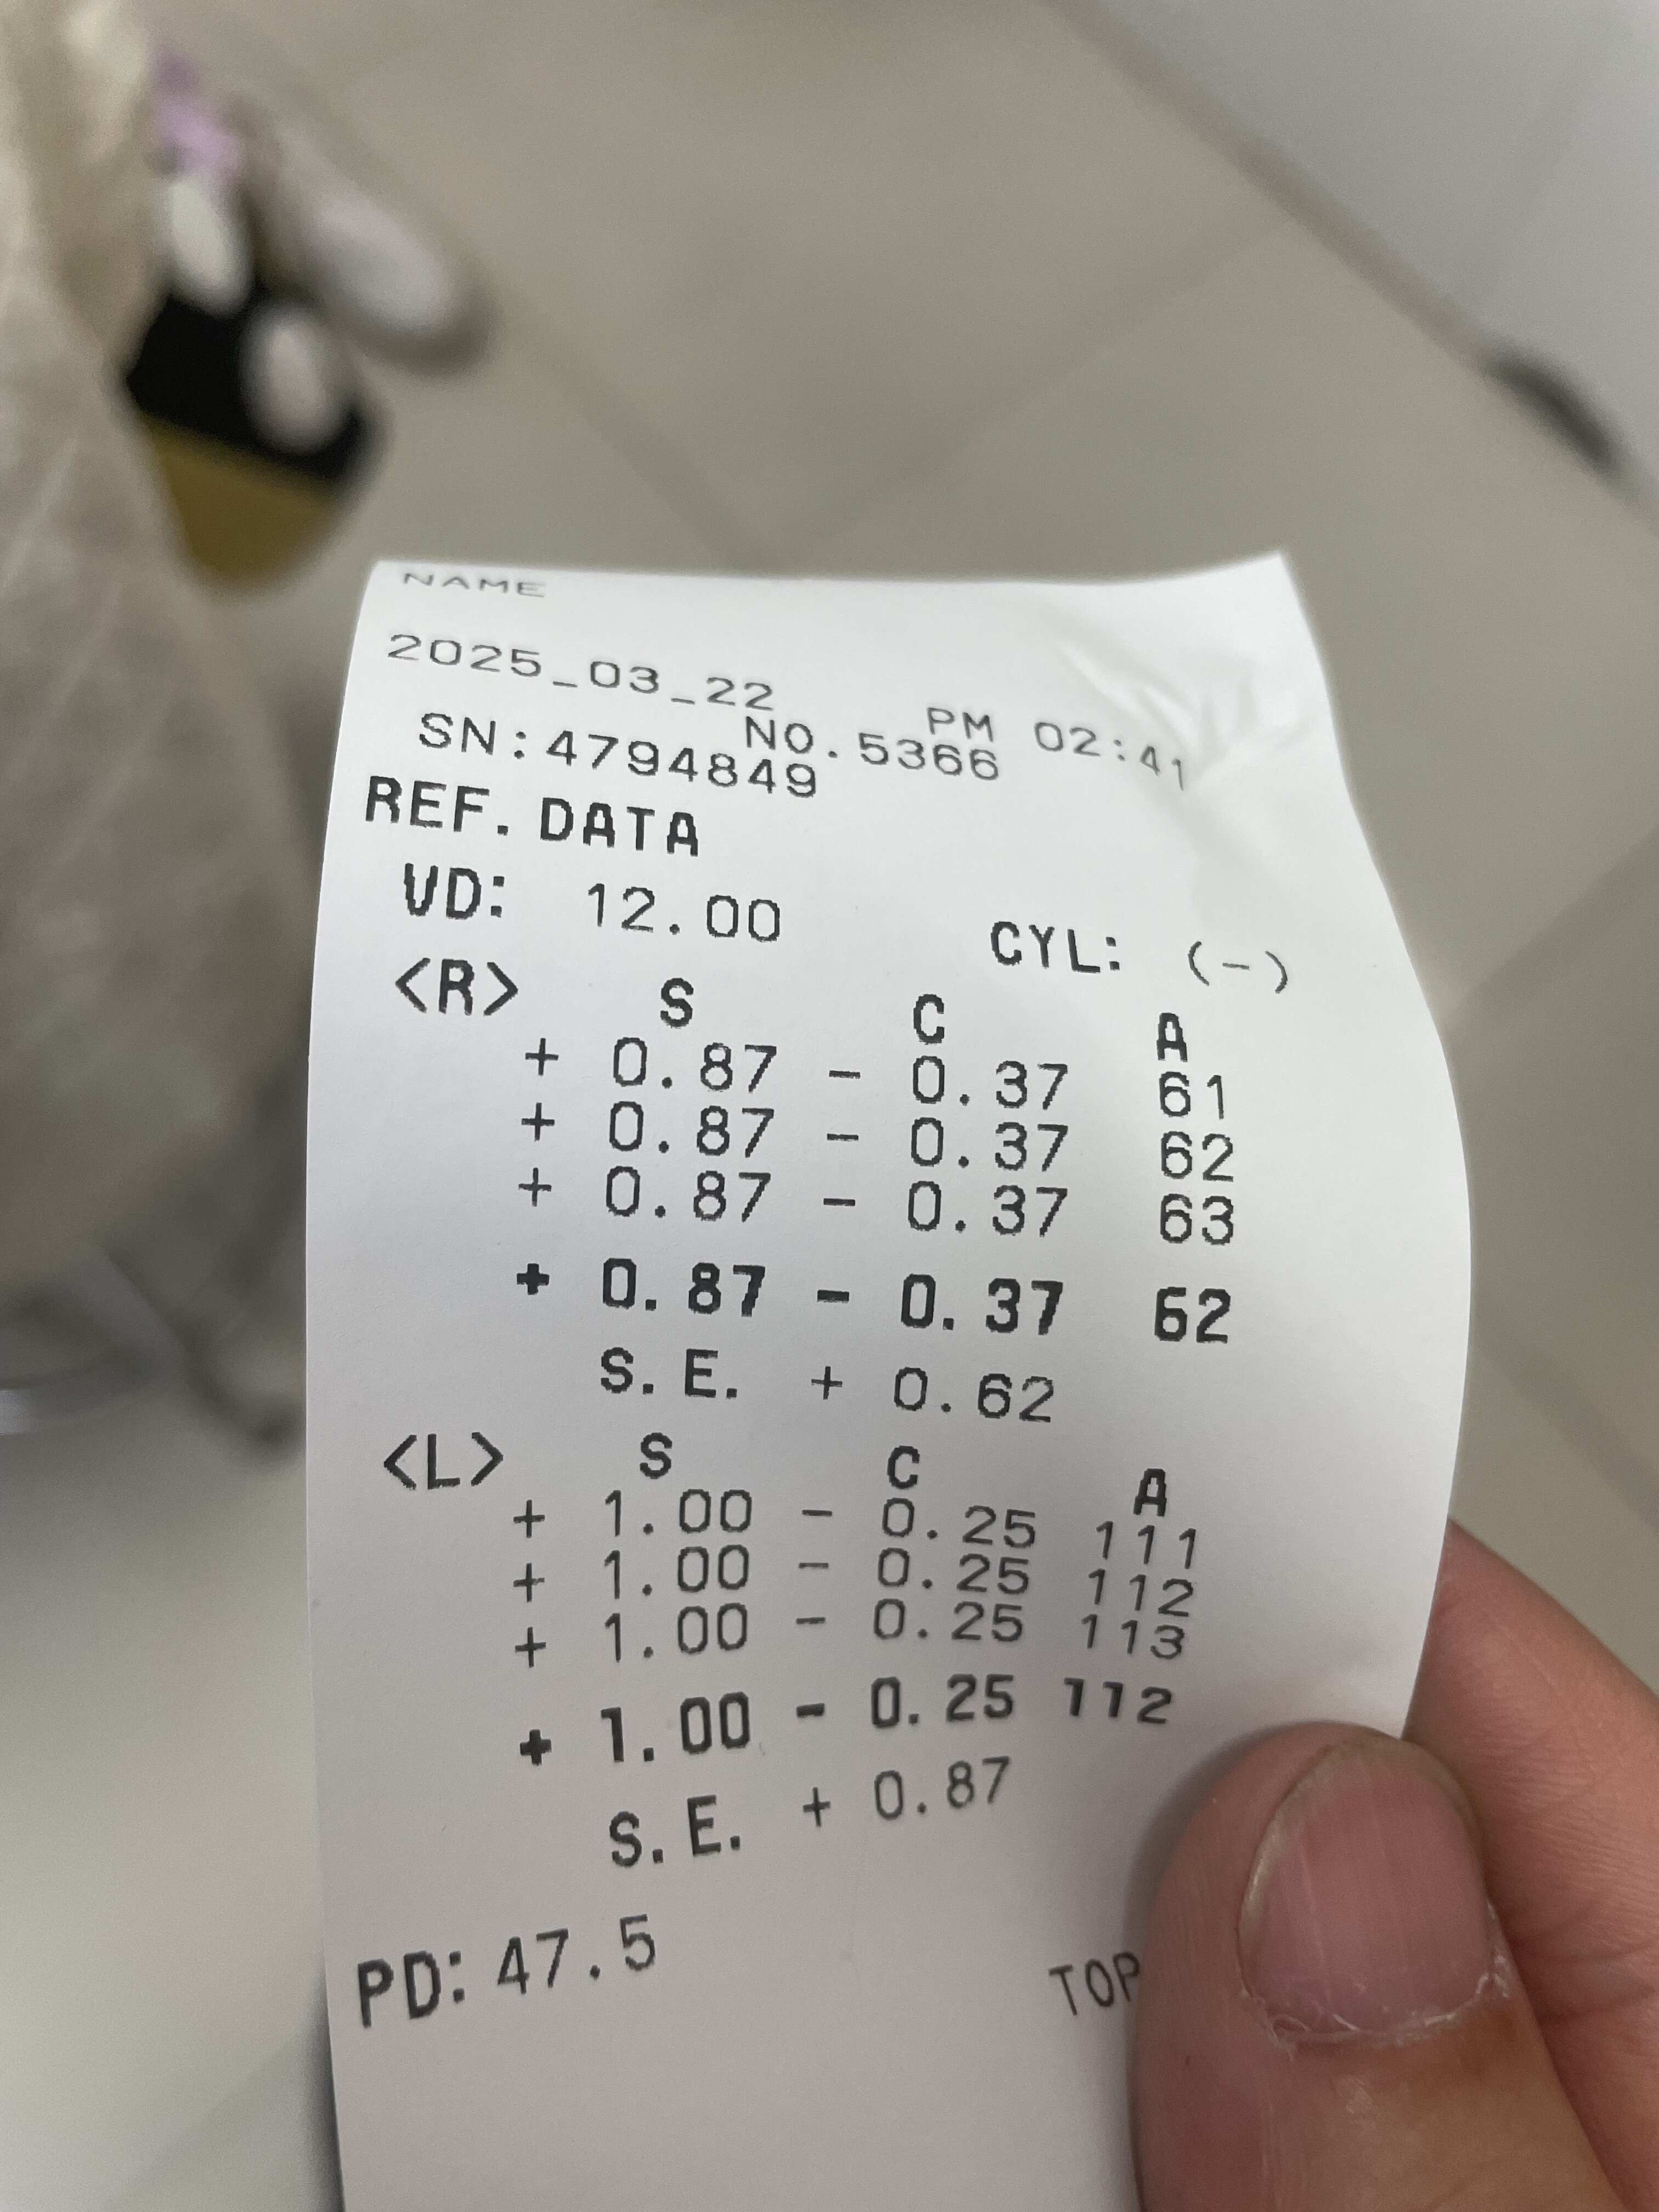 NAME
2025_03_22 PM 02:41
NO.5366
SN:4794849
REF. DATA
VD: 12.00 CYL: (-)
<R> S C A
+ 0.87 - 0.37 61
+ 0.87 - 0.37 62
+ 0.87 - 0.37 63
+ 0.87 - 0.37 62
S.E. + 0.62
<L> S C A
+ 1.00 - 0.25 111
+ 1.00 - 0.25 112
+ 1.00 - 0.25 113
+ 1.00 - 0.25 112
S.E. + 0.87
PD: 47.5
TOP